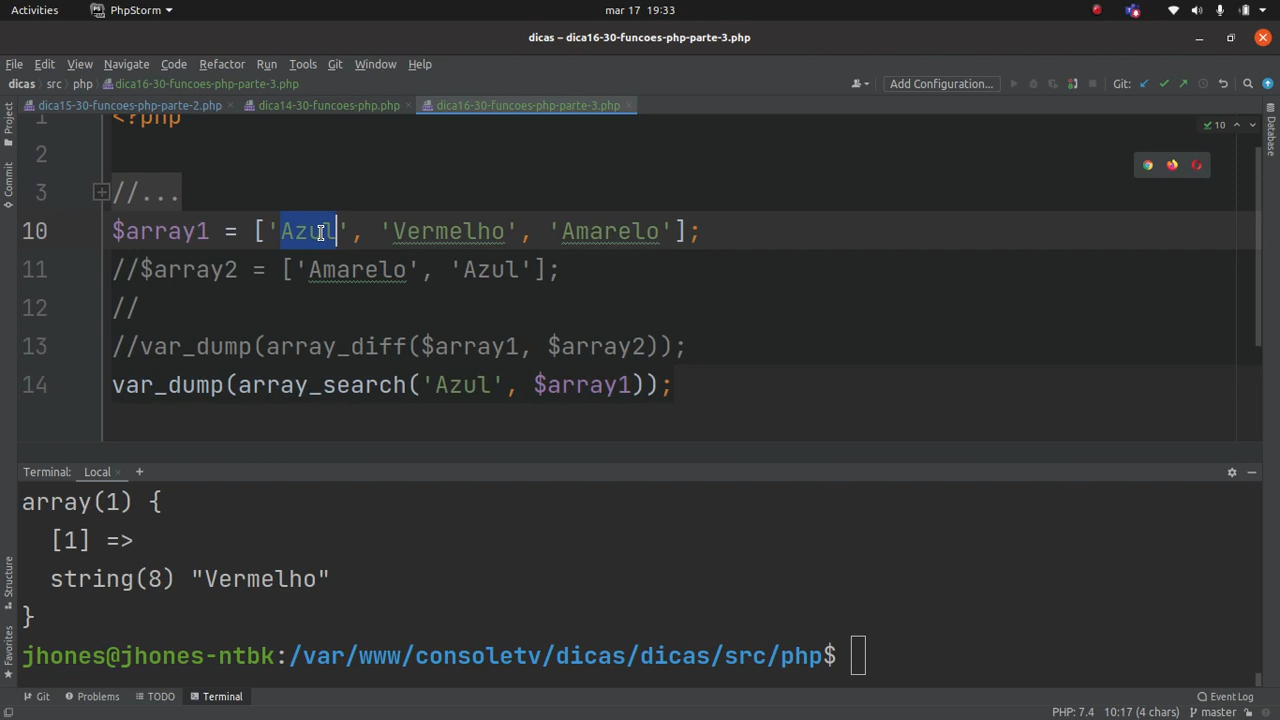 Activities PhpStorm mar 17 19:33
dicas – dica16-30-funcoes-php-parte-3.php
File Edit View Navigate Code Refactor Run Tools Git Window Help
dicas src php dica16-30-funcoes-php-parte-3.php Add Configuration... Git:
dica15-30-funcoes-php-parte-2.php dica14-30-funcoes-php.php dica16-30-funcoes-php-parte-3.php
1 <?php
10
2
3 //...
10 $array1 = ['Azul', 'Vermelho', 'Amarelo'];
11 //$array2 = ['Amarelo', 'Azul'];
12 //
13 //var_dump(array_diff($array1, $array2));
14 var_dump(array_search('Azul', $array1));
Project
Commit
Structure
Favorites
Database
Terminal: Local +
array(1) {
[1] =>
string(8) "Vermelho"
}
jhones@jhones-ntbk:/var/www/consoletv/dicas/dicas/src/php$
Git Problems TODO Terminal Event Log
PHP: 7.4 10:17 (4 chars) master